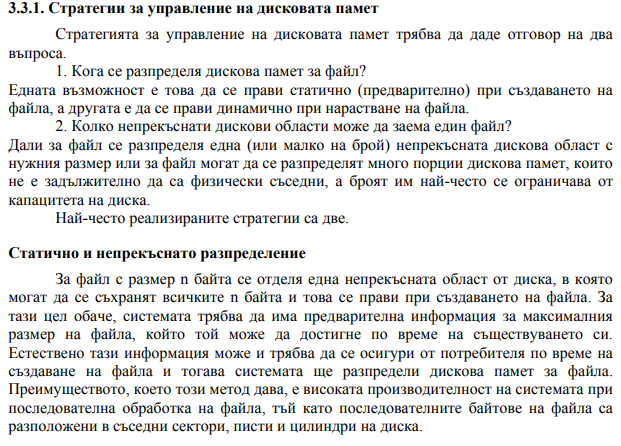 3.3.1. Стратегии за управление на дисковата памет
Стратегията за управление на дисковата памет трябва да даде отговор на два
въпроса.
1. Кога се разпределя дискова памет за файл?
Едната възможност е това да се прави статично (предварително) при създаването на
файла, а другата е да се прави динамично при нарастване на файла.
2. Колко непрекъснати дискови области може да заема един файл?
Дали за файл се разпределя една (или малко на брой) непрекъсната дискова област с
нужния размер или за файл могат да се разпределят много порции дискова памет, които
не е задължително да са физически съседни, а броят им най-често се ограничава от
капацитета на диска.
Най-често реализираните стратегии са две.
Статично и непрекъснато разпределение
За файл с размер n байта се отделя една непрекъсната област от диска, в която
могат да се съхранят всичките n байта и това се прави при създаването на файла. За
тази цел обаче, системата трябва да има предварителна информация за максималния
размер на файла, който той може да достигне по време на съществуването си.
Естествено тази информация може и трябва да се осигури от потребителя по време на
създаване на файла и тогава системата ще разпредели дискова памет за файла.
Преимуществото, което този метод дава, е високата производителност на системата при
последователна обработка на файла, тъй като последователните байтове на файла са
разположени в съседни сектори, писти и цилиндри на диска.